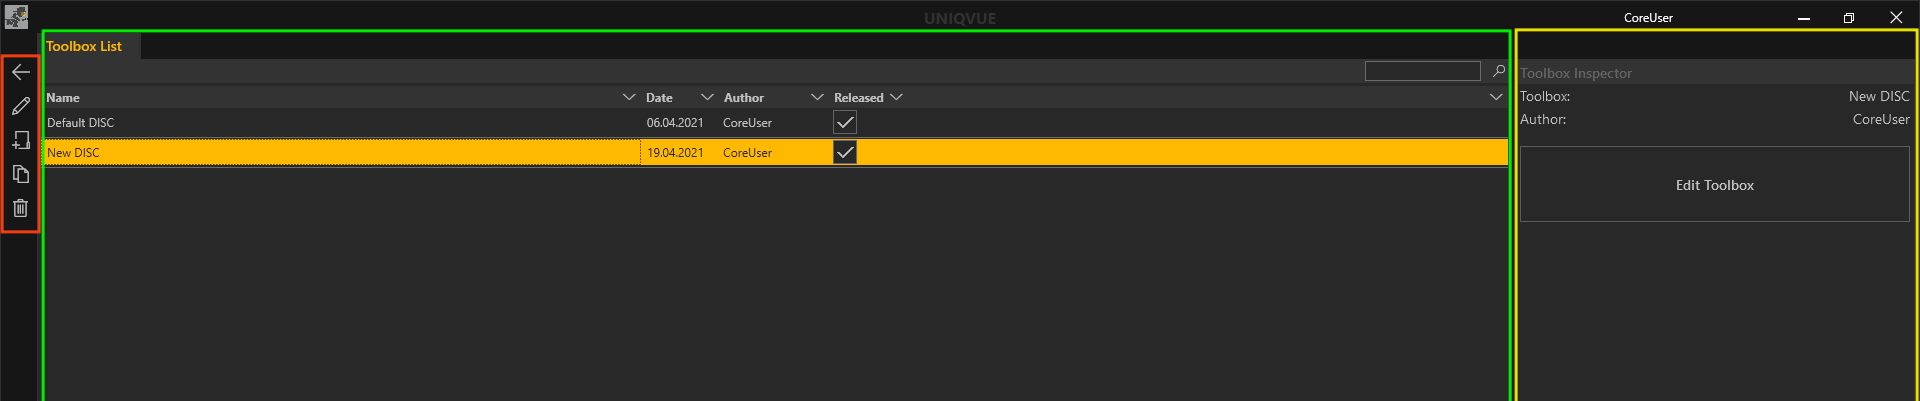 UNIQVUE
CoreUser
Toolbox List
Name Date Author Released
Default DISC 06.04.2021 CoreUser
New DISC 19.04.2021 CoreUser
Toolbox Inspector
Toolbox: New DISC
Author: CoreUser
Edit Toolbox